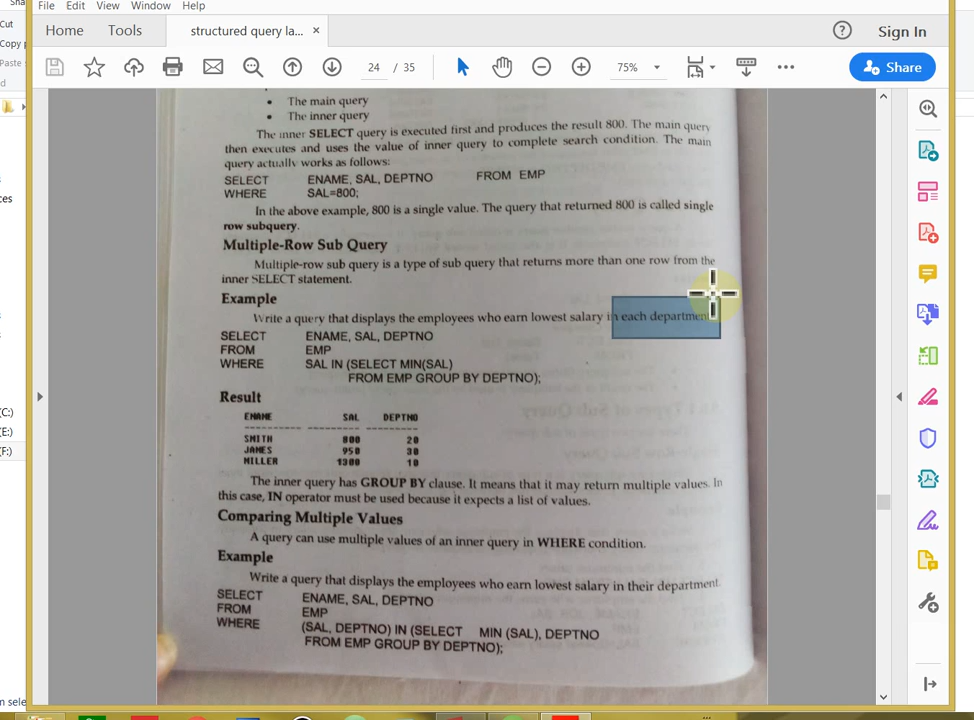 Sha
File Edit View Window Help
Cut
Home Tools structured query la... × Sign In
Copy
Paste
24 / 35 75% Share
• The main query
• The inner query
The inner SELECT query is executed first and produces the result 800. The main query
then executes and uses the value of inner query to complete search condition. The main
query actually works as follows:
SELECT ENAME, SAL, DEPTNO FROM EMP
WHERE SAL=800;
In the above example, 800 is a single value. The query that returned 800 is called single
row subquery.
Multiple-Row Sub Query
Multiple-row sub query is a type of sub query that returns more than one row from the
inner SELECT statement.
Example
Write a query that displays the employees who earn lowest salary in each department.
SELECT ENAME, SAL, DEPTNO
FROM EMP
WHERE SAL IN (SELECT MIN(SAL)
FROM EMP GROUP BY DEPTNO);
Result
ENAME SAL DEPTNO
SMITH 800 20
JAMES 950 30
MILLER 1300 10
The inner query has GROUP BY clause. It means that it may return multiple values. In
this case, IN operator must be used because it expects a list of values.
Comparing Multiple Values
A query can use multiple values of an inner query in WHERE condition.
Example
Write a query that displays the employees who earn lowest salary in their department.
SELECT ENAME, SAL, DEPTNO
FROM EMP
WHERE (SAL, DEPTNO) IN (SELECT MIN (SAL), DEPTNO
FROM EMP GROUP BY DEPTNO);
(C:)
(E:)
(F:)